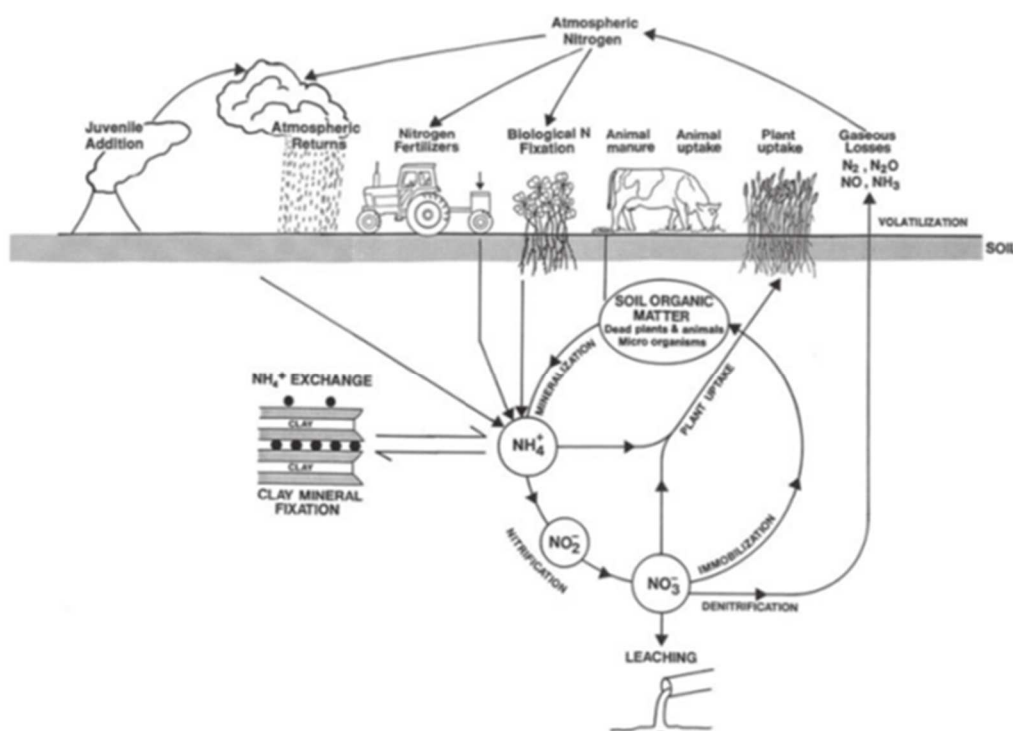 Atmospheric
Nitrogen
Juvenile
Addition
Atmospheric
Returns
Nitrogen
Fertilizers
Biological N
Fixation
Animal
manure
Animal
uptake
Plant
uptake
Gaseous
Losses
N₂ , N₂O
NO , NH₃
VOLATILIZATION
SOIL
SOIL ORGANIC
MATTER
Dead plants & animals
Micro organisms
MINERALIZATION
PLANT UPTAKE
NH₄⁺ EXCHANGE
CLAY
CLAY
CLAY MINERAL
FIXATION
NH₄⁺
NO₂⁻
NITRIFICATION
NO₃⁻
IMMOBILIZATION
DENITRIFICATION
LEACHING